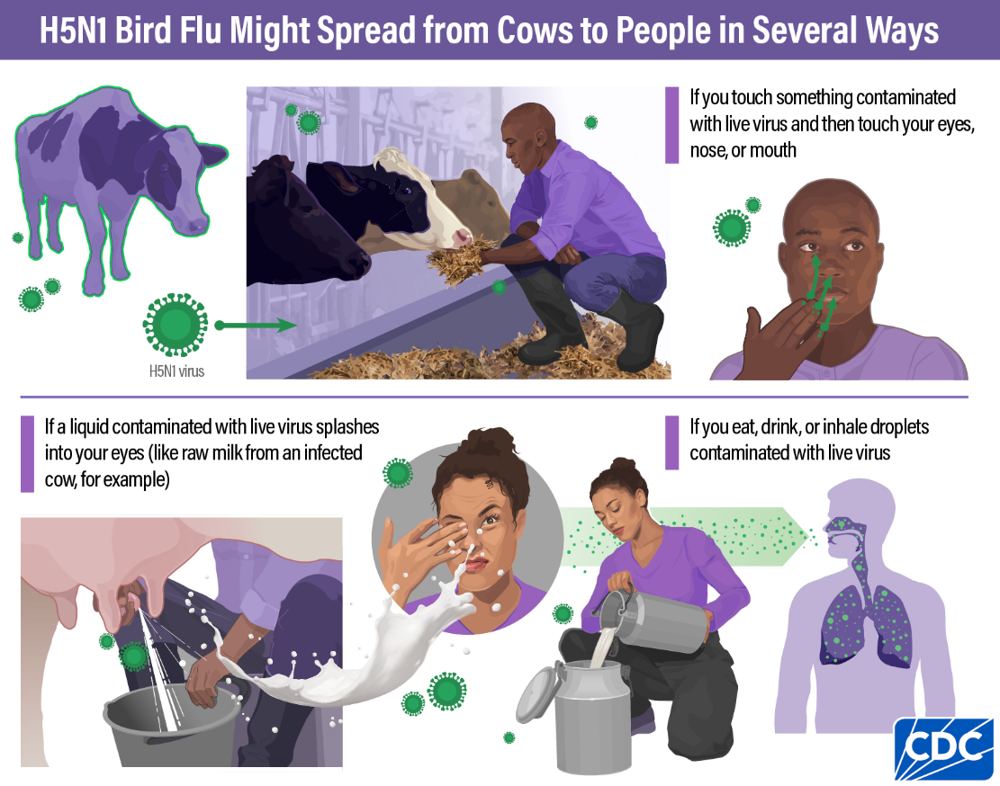 H5N1 Bird Flu Might Spread from Cows to People in Several Ways
If you touch something contaminated
with live virus and then touch your eyes,
nose, or mouth
H5N1 virus
If a liquid contaminated with live virus splashes
into your eyes (like raw milk from an infected
cow, for example)
If you eat, drink, or inhale droplets
contaminated with live virus
CDC